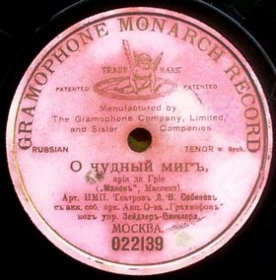 GRAMOPHONE MONARCH RECORD
TRADE MARK
PATENTED PATENTED
Manufactured by
The Gramophone Company, Limited,
and Sister Companies
RUSSIAN TENOR w. Orch.
О чудный мигъ,
арія де Гріе
(„Манонъ", Массенэ)
Арт. ИМП. Театровъ Л. В. Собиновъ
съ акк. орк. Акц. О-ва „Граммофонъ"
подъ упр. Зейдлеръ-Винклера.
МОСКВА.
022139